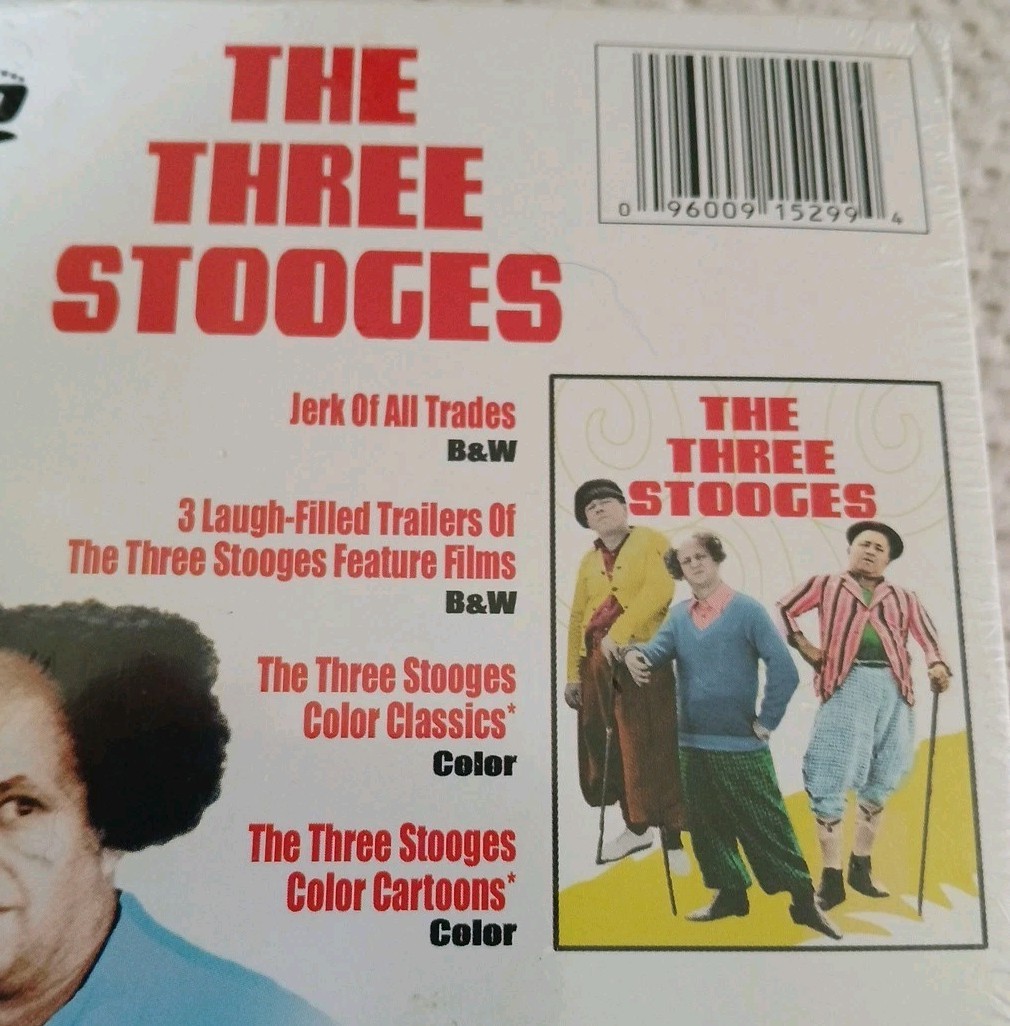 THE
THREE
STOOGES
0 96009 15299 4
Jerk Of All Trades
B&W
3 Laugh-Filled Trailers Of
The Three Stooges Feature Films
B&W
The Three Stooges
Color Classics*
Color
The Three Stooges
Color Cartoons*
Color
THE
THREE
STOOGES